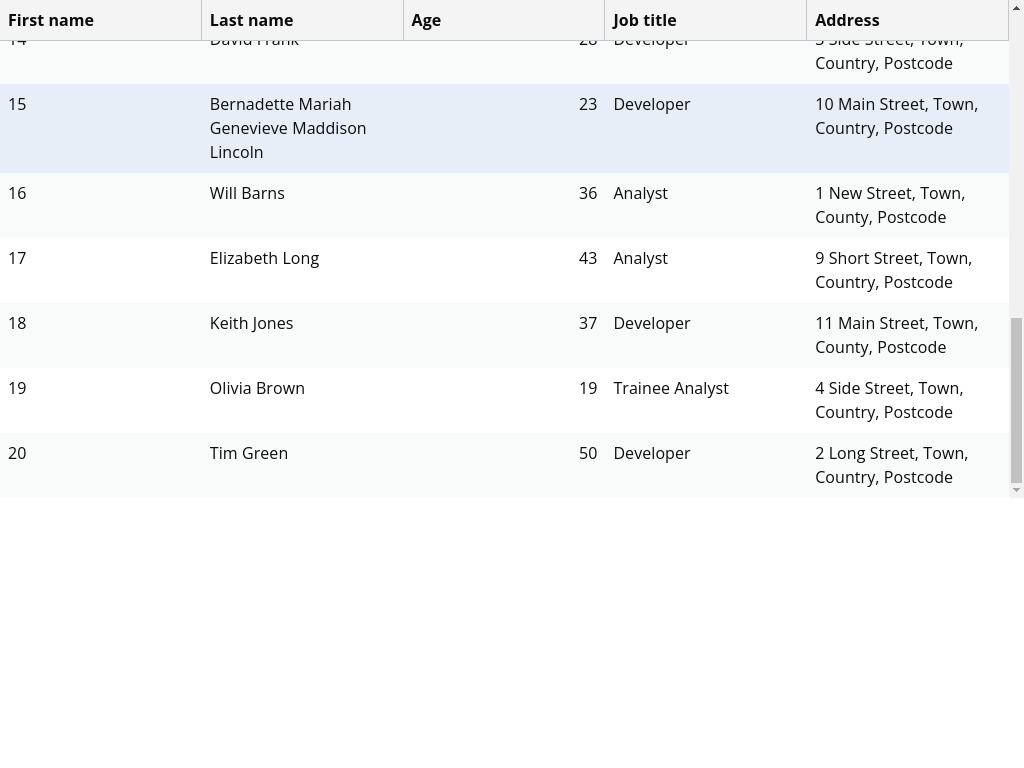 First name Last name Age Job title Address
14 David Frank 28 Developer 3 Side Street, Town,
Country, Postcode
15 Bernadette Mariah 23 Developer 10 Main Street, Town,
Genevieve Maddison Country, Postcode
Lincoln
16 Will Barns 36 Analyst 1 New Street, Town,
County, Postcode
17 Elizabeth Long 43 Analyst 9 Short Street, Town,
Country, Postcode
18 Keith Jones 37 Developer 11 Main Street, Town,
County, Postcode
19 Olivia Brown 19 Trainee Analyst 4 Side Street, Town,
Country, Postcode
20 Tim Green 50 Developer 2 Long Street, Town,
Country, Postcode